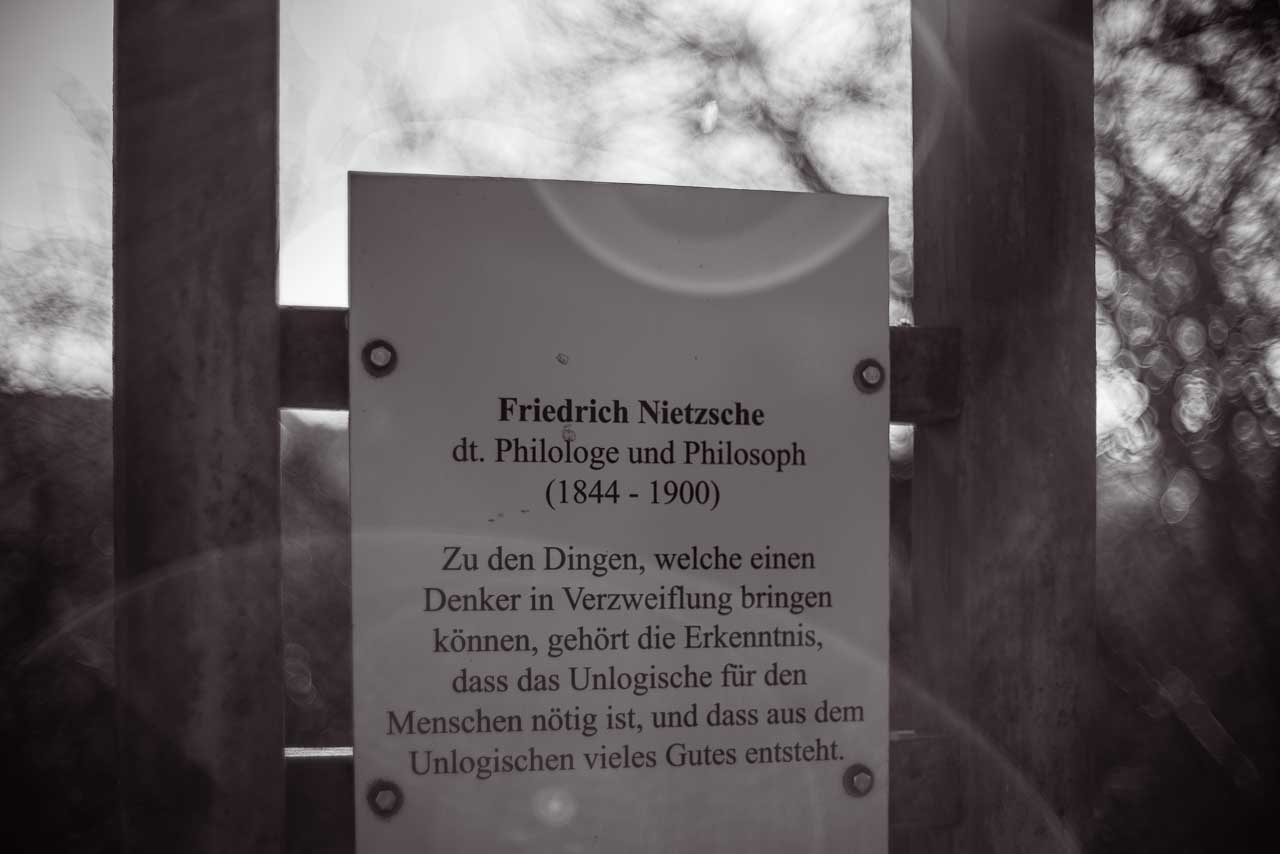 Friedrich Nietzsche
dt. Philologe und Philosoph
(1844 - 1900)
Zu den Dingen, welche einen
Denker in Verzweiflung bringen
können, gehört die Erkenntnis,
dass das Unlogische für den
Menschen nötig ist, und dass aus dem
Unlogischen vieles Gutes entsteht.